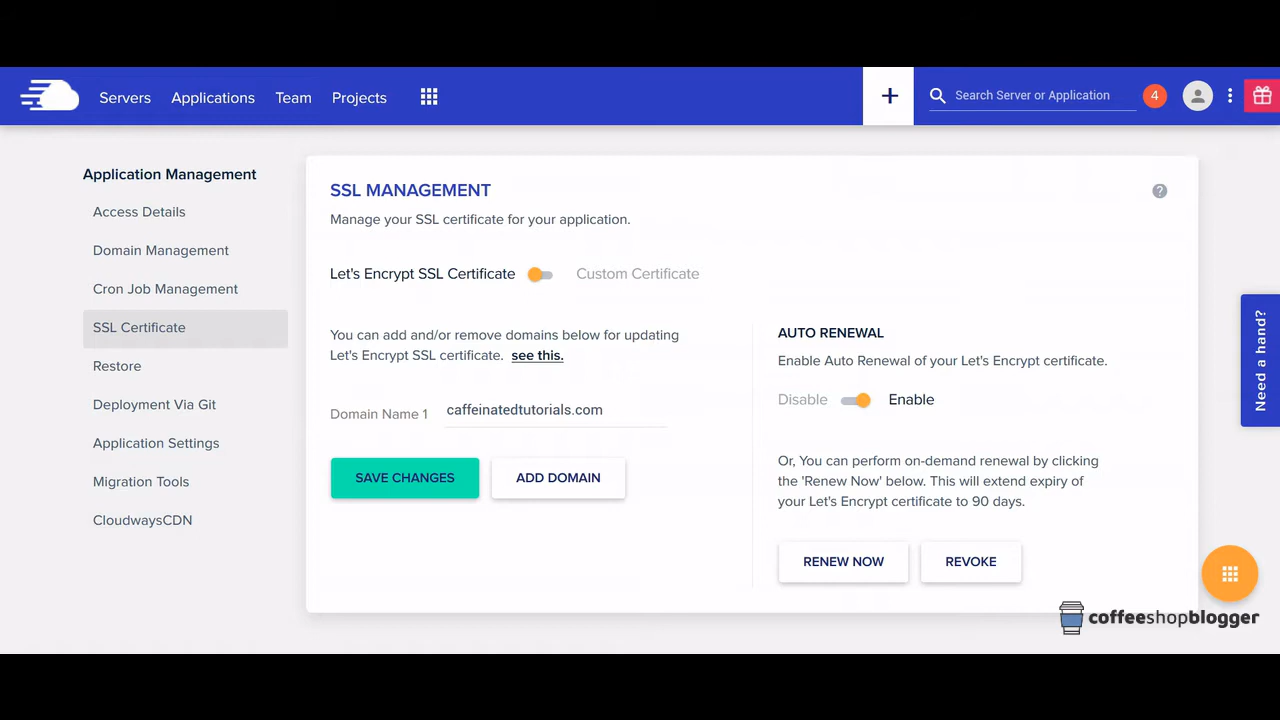 Servers Applications Team Projects
+ Search Server or Application 4
Application Management
Access Details
Domain Management
Cron Job Management
SSL Certificate
Restore
Deployment Via Git
Application Settings
Migration Tools
CloudwaysCDN
SSL MANAGEMENT
?
Manage your SSL certificate for your application.
Let's Encrypt SSL Certificate Custom Certificate
You can add and/or remove domains below for updating
Let's Encrypt SSL certificate. see this.
Domain Name 1 caffeinatedtutorials.com
SAVE CHANGES ADD DOMAIN
AUTO RENEWAL
Enable Auto Renewal of your Let's Encrypt certificate.
Disable Enable
Or, You can perform on-demand renewal by clicking
the 'Renew Now' below. This will extend expiry of
your Let's Encrypt certificate to 90 days.
RENEW NOW REVOKE
Need a hand?
coffeeshopblogger